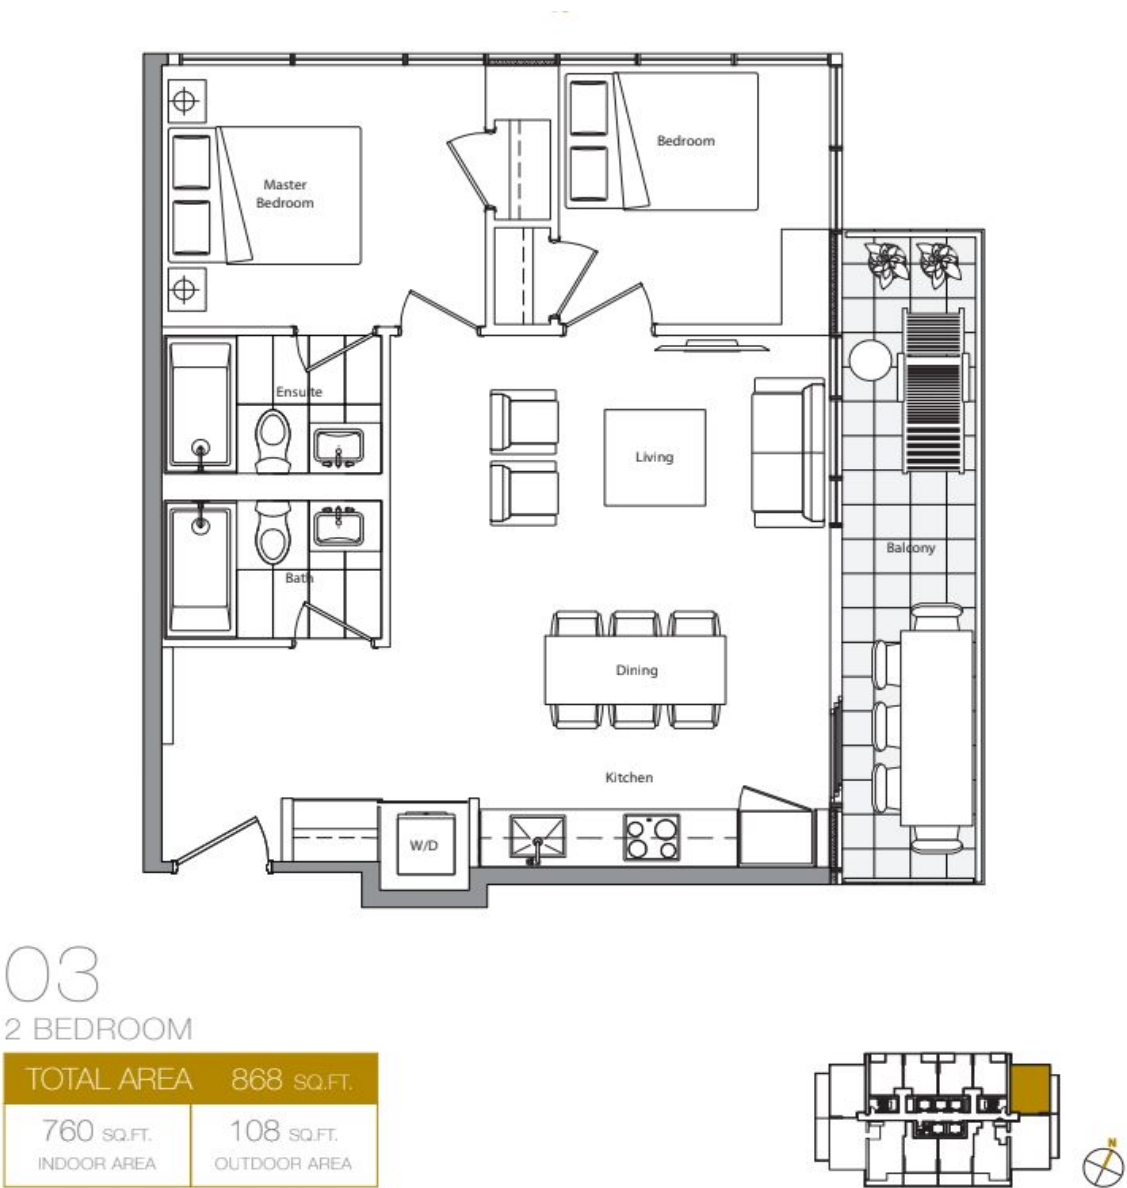 Master
Bedroom
Bedroom
Ensuite
Living
Bath
Balcony
Dining
Kitchen
W/D
03
2 BEDROOM
TOTAL AREA 868 SQ.FT.
760 SQ.FT. 108 SQ.FT.
INDOOR AREA OUTDOOR AREA
N